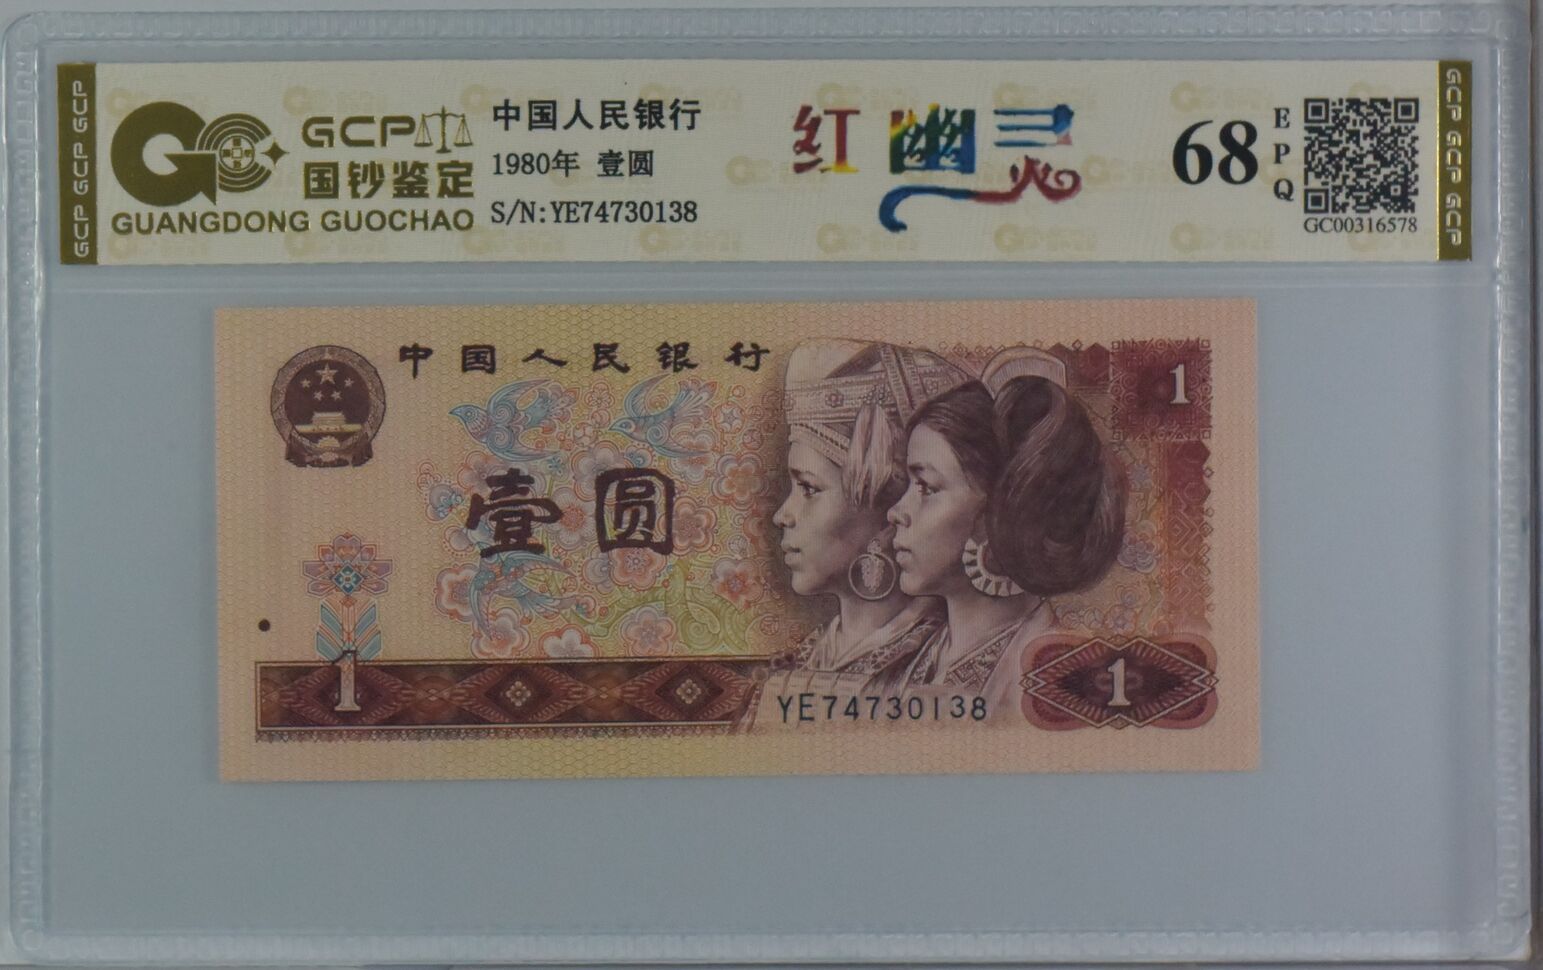 GCP GCP GCP
GCP
国钞鉴定
GUANGDONG GUOCHAO
中国人民银行
1980年 壹圆
S/N:YE74730138
红幽灵
68
EPQ
GC00316578
GCP GCP GCP
中国人民银行
1
壹圆
1
YE74730138
1